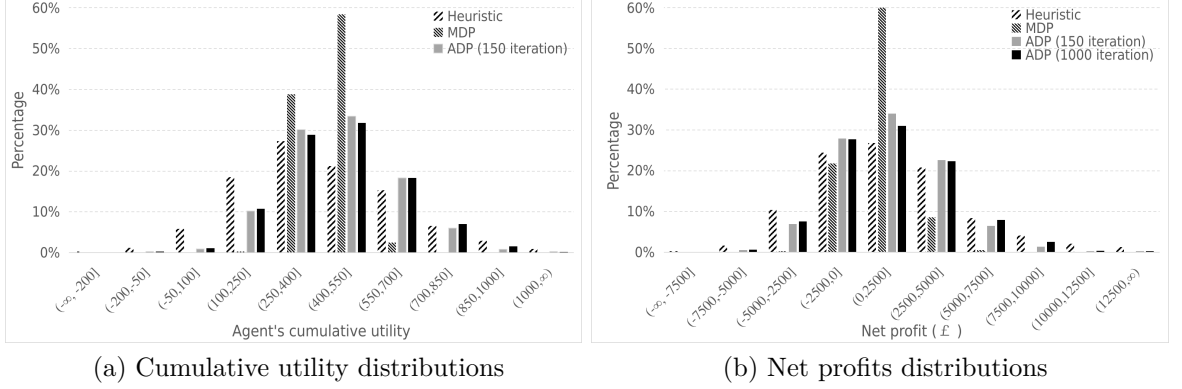 60%
50%
40%
30%
20%
10%
0%
Percentage
Heuristic
MDP
ADP (150 iteration)
(-∞, -200]
(-200,-50]
(-50,100]
(100,250]
(250,400]
(400,550]
(550,700]
(700,850]
(850,1000]
(1000,∞)
Agent's cumulative utility
(a) Cumulative utility distributions
60%
50%
40%
30%
20%
10%
0%
Percentage
Heuristic
MDP
ADP (150 iteration)
ADP (1000 iteration)
(-∞, -7500]
(-7500,-5000]
(-5000,-2500]
(-2500,0]
(0,2500]
(2500,5000]
(5000,7500]
(7500,10000]
(10000,12500]
(12500,∞)
Net profit ( £ )
(b) Net profits distributions